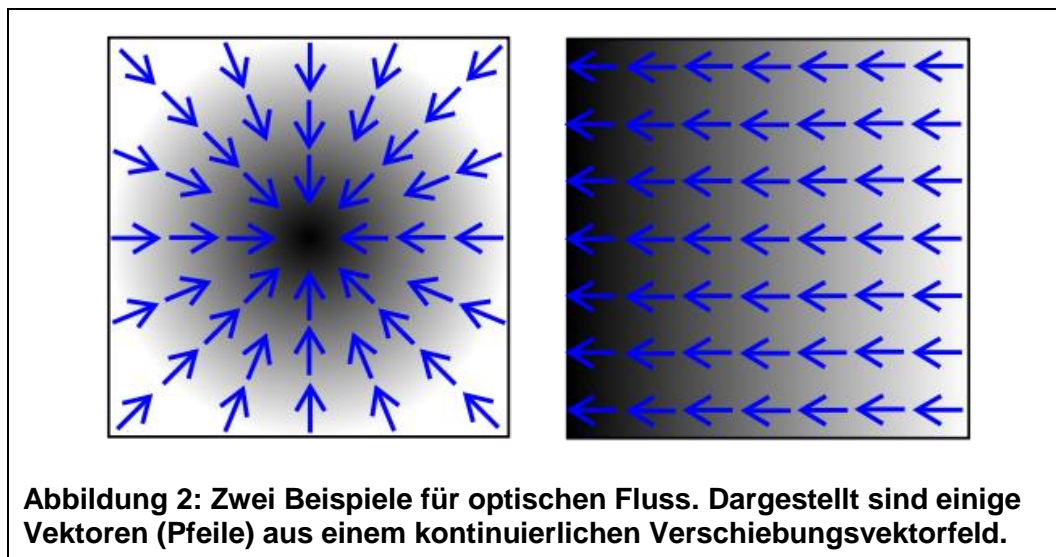 Abbildung 2: Zwei Beispiele für optischen Fluss. Dargestellt sind einige
Vektoren (Pfeile) aus einem kontinuierlichen Verschiebungsvektorfeld.